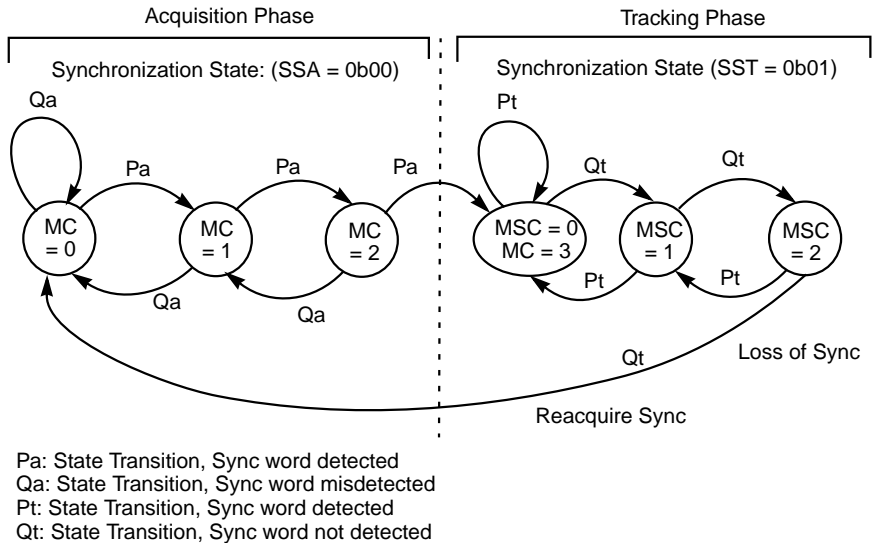 Acquisition Phase
Tracking Phase
Synchronization State: (SSA = 0b00)
Synchronization State (SST = 0b01)
Qa
Pt
Pa
Pa
Pa
Qt
Qt
MC
= 0
MC
= 1
MC
= 2
MSC = 0
MC = 3
MSC
= 1
MSC
= 2
Qa
Qa
Pt
Pt
Qt
Loss of Sync
Reacquire Sync
Pa: State Transition, Sync word detected
Qa: State Transition, Sync word misdetected
Pt: State Transition, Sync word detected
Qt: State Transition, Sync word not detected